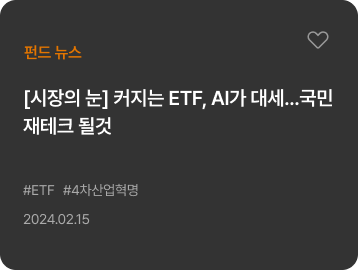 펀드 뉴스
[시장의 눈] 커지는 ETF, AI가 대세...국민
재테크 될것
#ETF #4차산업혁명
2024.02.15